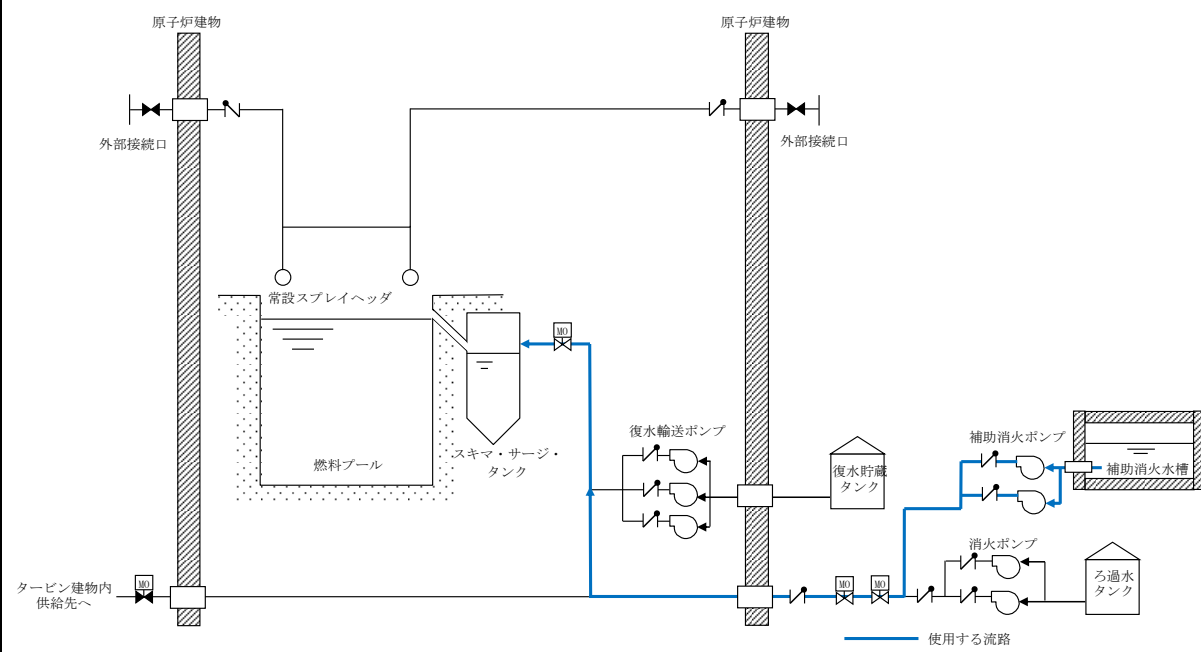 原子炉建物
原子炉建物
外部接続口
外部接続口
常設スプレイヘッダ
MO
復水輸送ポンプ
補助消火ポンプ
スキマ・サージ・
タンク
燃料プール
復水貯蔵
タンク
補助消火水槽
消火ポンプ
ろ過水
タンク
MO
MO
MO
タービン建物内
供給先へ
使用する流路